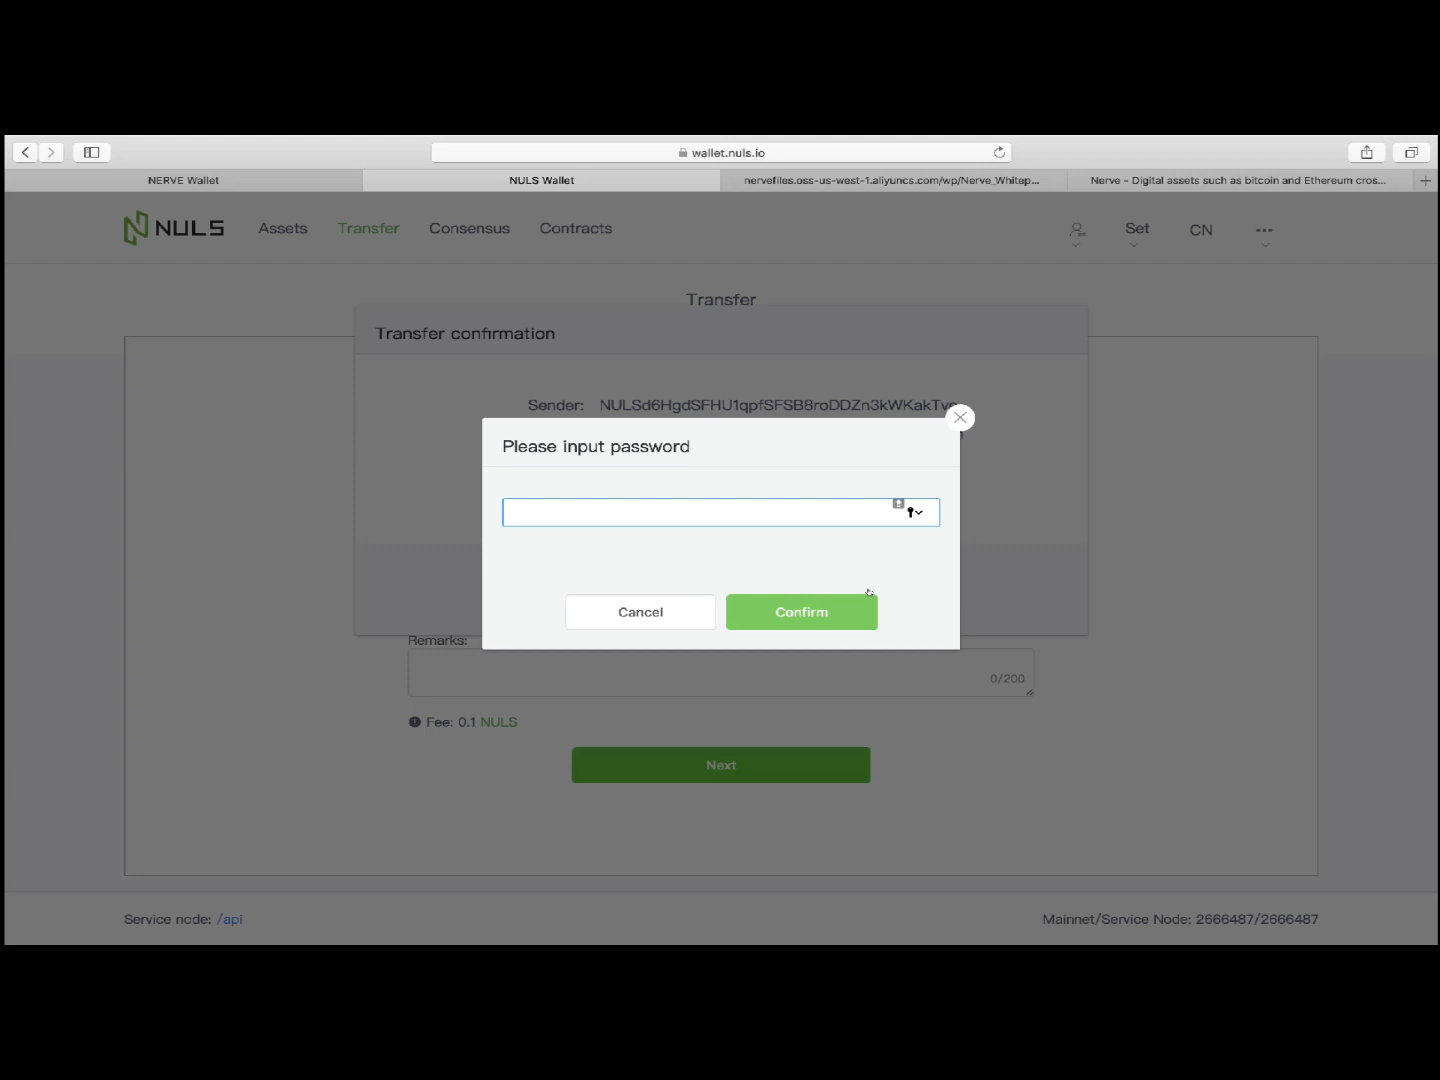 wallet.nuls.io
NERVE Wallet
NULS Wallet
nervefiles.oss-us-west-1.aliyuncs.com/wp/Nerve_Whitep...
Nerve - Digital assets such as bitcoin and Ethereum cros...
NULS
Assets
Transfer
Consensus
Contracts
Set
CN
Transfer
Transfer confirmation
Sender: NULSd6HgdSFHU1qpfSFSB8roDDZn3kWKakTve
Please input password
Cancel
Confirm
Remarks:
0/200
Fee: 0.1 NULS
Next
Service node: /api
Mainnet/Service Node: 2666487/2666487